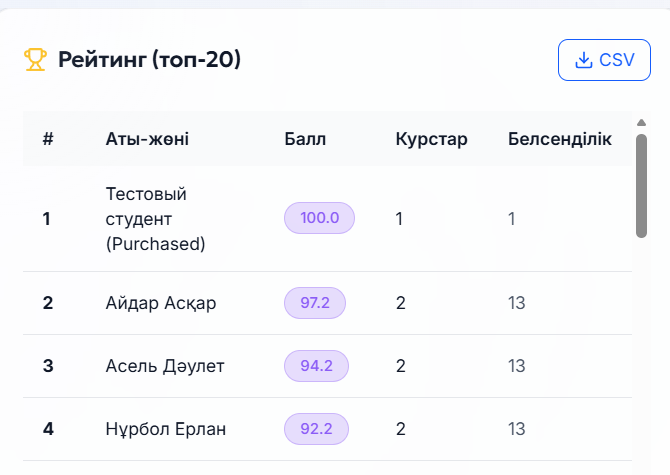 Рейтинг (топ-20)
CSV
# Аты-жөні Балл Курстар Белсенділік
1 Тестовый студент (Purchased) 100.0 1 1
2 Айдар Асқар 97.2 2 13
3 Асель Дәулет 94.2 2 13
4 Нұрбол Ерлан 92.2 2 13